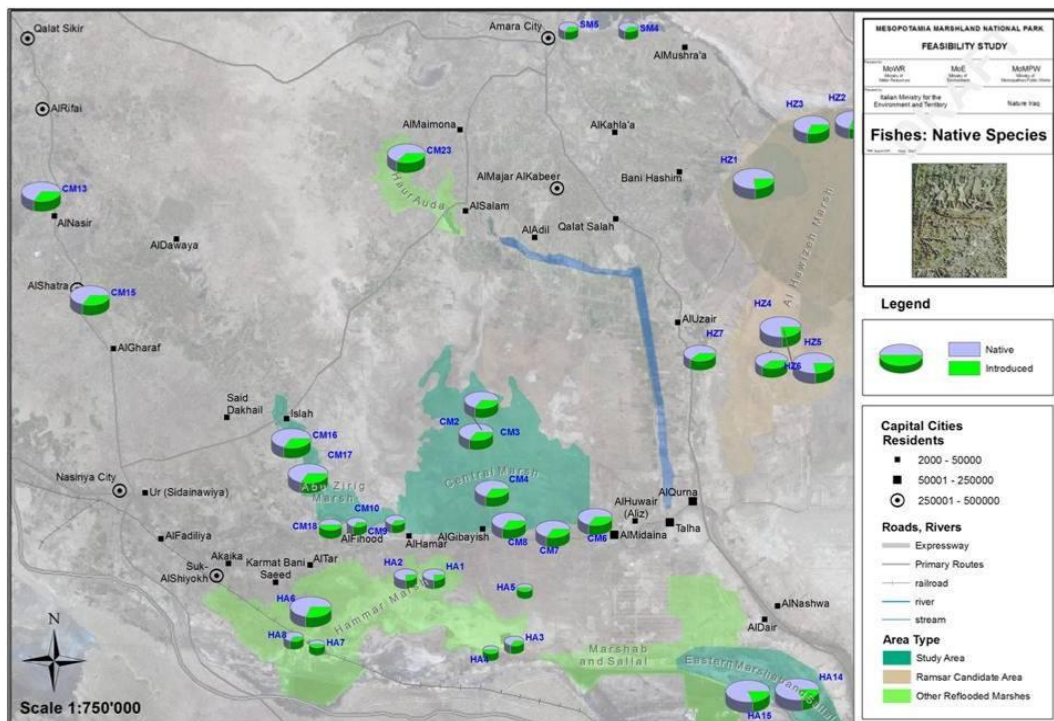 Qalat Sikir
Amara City
SM5
SM4
AlMushra'a
AlRifai
HZ3
HZ2
AlMaimona
AlKahla'a
CM23
HZ1
AlMajar AlKabeer
Bani Hashim
Haur Auda
CM13
AlSalam
AlNasir
Qalat Salah
AlDawaya
AlAdil
Al Hawizeh Marsh
AlShatra
CM15
HZ4
AlUzair
HZ5
AlGharaf
HZ7
HZ6
Said
Dakhail
Islah
CM2
CM3
CM16
CM17
Central Marsh
Nasiriya City
Ur (Sidainawiya)
Abu Zirig
Marsh
CM4
AlQurna
AlHuwair
(Aliz)
CM10
CM18
CM9
CM8
CM6
Talha
AlFihood
AlGibayish
CM7
AlMidaina
AlFadiliya
AlHamar
Akaika
AlTar
Karmat Bani
Saeed
Suk-
AlShiyokh
HA2
HA1
HA5
Hammar Marsh
HA6
AlNashwa
AlDair
HA8
HA7
HA3
HA4
Marshab
and Sallal
Eastern Marshab and Sallal
HA14
HA15
N
Scale 1:750'000
MESOPOTAMIA MARSHLAND NATIONAL PARK
FEASIBILITY STUDY
MoWR
MoE
MoMPW
Italian Ministry for the
Environment and Territory
Nature Iraq
Fishes: Native Species
Legend
Native
Introduced
Capital Cities
Residents
2000 - 50000
50001 - 250000
250001 - 500000
Roads, Rivers
Expressway
Primary Routes
railroad
river
stream
Area Type
Study Area
Ramsar Candidate Area
Other Reflooded Marshes